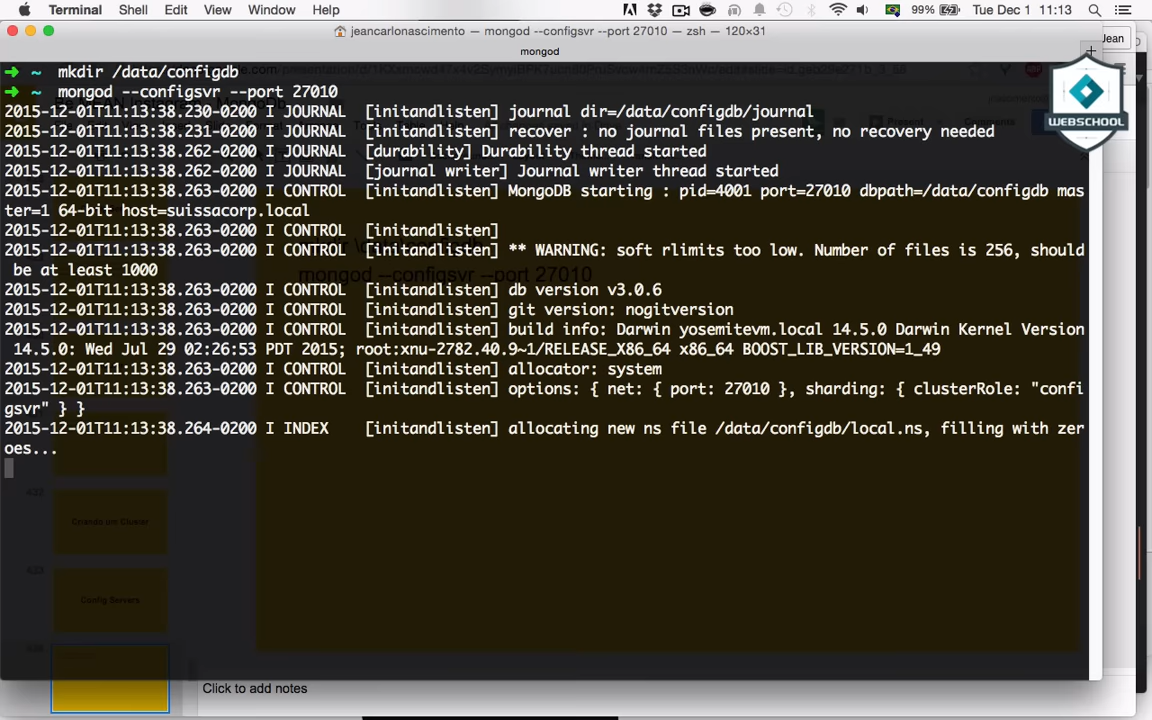 Terminal Shell Edit View Window Help 99% Tue Dec 1 11:13
jeancarlonascimento — mongod --configsvr --port 27010 — zsh — 120×31
Jean
mongod
➜ ~ mkdir /data/configdb
➜ ~ mongod --configsvr --port 27010
2015-12-01T11:13:38.230-0200 I JOURNAL [initandlisten] journal dir=/data/configdb/journal
2015-12-01T11:13:38.231-0200 I JOURNAL [initandlisten] recover : no journal files present, no recovery needed
2015-12-01T11:13:38.262-0200 I JOURNAL [durability] Durability thread started
2015-12-01T11:13:38.262-0200 I JOURNAL [journal writer] Journal writer thread started
2015-12-01T11:13:38.263-0200 I CONTROL [initandlisten] MongoDB starting : pid=4001 port=27010 dbpath=/data/configdb mas
ter=1 64-bit host=suissacorp.local
2015-12-01T11:13:38.263-0200 I CONTROL [initandlisten]
2015-12-01T11:13:38.263-0200 I CONTROL [initandlisten] ** WARNING: soft rlimits too low. Number of files is 256, should
be at least 1000
2015-12-01T11:13:38.263-0200 I CONTROL [initandlisten] db version v3.0.6
2015-12-01T11:13:38.263-0200 I CONTROL [initandlisten] git version: nogitversion
2015-12-01T11:13:38.263-0200 I CONTROL [initandlisten] build info: Darwin yosemitevm.local 14.5.0 Darwin Kernel Version
14.5.0: Wed Jul 29 02:26:53 PDT 2015; root:xnu-2782.40.9~1/RELEASE_X86_64 x86_64 BOOST_LIB_VERSION=1_49
2015-12-01T11:13:38.263-0200 I CONTROL [initandlisten] allocator: system
2015-12-01T11:13:38.263-0200 I CONTROL [initandlisten] options: { net: { port: 27010 }, sharding: { clusterRole: "confi
gsvr" } }
2015-12-01T11:13:38.264-0200 I INDEX [initandlisten] allocating new ns file /data/configdb/local.ns, filling with zer
oes...
WEBSCHOOL
Present
Comments
mongod --configsvr --port 27010
Criando um Cluster
Config Servers
Click to add notes